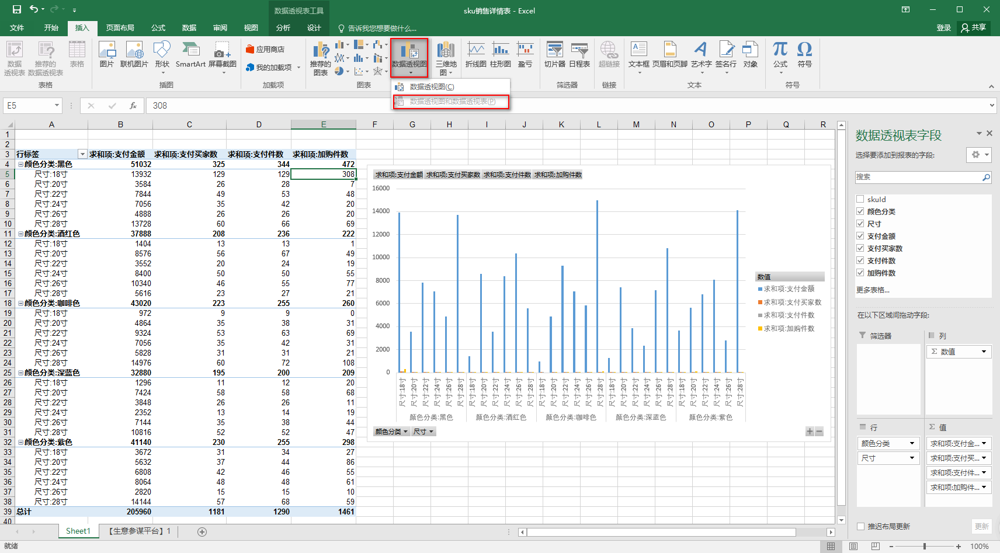 数据透视表工具
sku销售详情表 - Excel
文件 开始 插入 页面布局 公式 数据 审阅 视图 分析 设计 告诉我您想要做什么... 登录 共享
数据透视表 推荐的数据透视表 表格 图片 联机图片 形状 SmartArt 屏幕截图 应用商店 我的加载项 推荐的图表 数据透视图 三维地图 折线图 柱形图 盈亏 切片器 日程表 超链接 文本框 页眉和页脚 艺术字 签名行 对象 公式 符号
表格 插图 加载项 图表 筛选器 链接 文本 符号
数据透视图(C)
数据透视图和数据透视表(P)
E5 fx 308
A B C D E F G H I J K L M N O P Q R
1
2
3 行标签 求和项:支付金额 求和项:支付买家数 求和项:支付件数 求和项:加购件数
4 颜色分类:黑色 51032 325 344 472
5 尺寸:18寸 13932 129 129 308
6 尺寸:20寸 3584 26 28 7
7 尺寸:22寸 7844 49 53 48
8 尺寸:24寸 7056 35 42 20
9 尺寸:26寸 4888 26 26 20
10 尺寸:28寸 13728 60 66 69
11 颜色分类:酒红色 37888 208 236 222
12 尺寸:18寸 1404 13 13 1
13 尺寸:20寸 8576 56 67 49
14 尺寸:22寸 3552 20 24 19
15 尺寸:24寸 8400 50 50 55
16 尺寸:26寸 10340 46 55 77
17 尺寸:28寸 5616 23 27 21
18 颜色分类:咖啡色 43020 223 255 260
19 尺寸:18寸 972 9 9 0
20 尺寸:20寸 4864 35 38 31
21 尺寸:22寸 9324 53 63 69
22 尺寸:24寸 7056 35 42 31
23 尺寸:26寸 5828 31 31 21
24 尺寸:28寸 14976 60 72 108
25 颜色分类:深蓝色 32880 195 200 209
26 尺寸:18寸 1296 11 12 20
27 尺寸:20寸 7424 58 58 68
28 尺寸:22寸 3848 26 26 11
29 尺寸:24寸 2352 13 14 19
30 尺寸:26寸 7144 35 38 44
31 尺寸:28寸 10816 52 52 47
32 颜色分类:紫色 41140 230 255 298
33 尺寸:18寸 3672 31 34 27
34 尺寸:20寸 5632 37 44 86
35 尺寸:22寸 6808 42 46 55
36 尺寸:24寸 8064 48 48 61
37 尺寸:26寸 2820 15 15 10
38 尺寸:28寸 14144 57 68 59
39 总计 205960 1181 1290 1461
40
求和项:支付金额 求和项:支付买家数 求和项:支付件数 求和项:加购件数
16000
14000
12000
10000
8000
6000
4000
2000
0
尺寸:18寸 尺寸:20寸 尺寸:22寸 尺寸:24寸 尺寸:26寸 尺寸:28寸 尺寸:18寸 尺寸:20寸 尺寸:22寸 尺寸:24寸 尺寸:26寸 尺寸:28寸 尺寸:18寸 尺寸:20寸 尺寸:22寸 尺寸:24寸 尺寸:26寸 尺寸:28寸 尺寸:18寸 尺寸:20寸 尺寸:22寸 尺寸:24寸 尺寸:26寸 尺寸:28寸 尺寸:18寸 尺寸:20寸 尺寸:22寸 尺寸:24寸 尺寸:26寸 尺寸:28寸
颜色分类:黑色 颜色分类:酒红色 颜色分类:咖啡色 颜色分类:深蓝色 颜色分类:紫色
颜色分类 尺寸
数值
求和项:支付金额
求和项:支付买家数
求和项:支付件数
求和项:加购件数
数据透视表字段
选择要添加到报表的字段:
搜索
skuId
颜色分类
尺寸
支付金额
支付买家数
支付件数
加购件数
更多表格...
在以下区域间拖动字段:
筛选器 列
Σ 数值
行 Σ 值
颜色分类 求和项:支付金...
尺寸 求和项:支付买...
求和项:支付件...
求和项:加购件...
推迟布局更新 更新
Sheet1 【生意参谋平台】1
就绪 100%